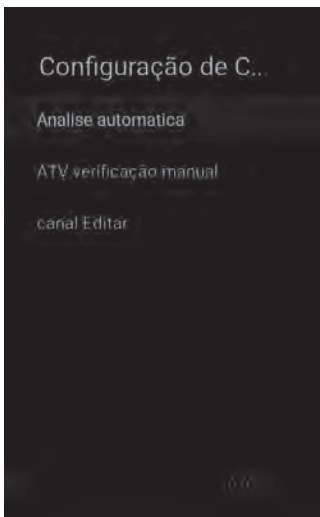 Configuração de C...
Analise automatica
ATV verificação manual
canal Editar